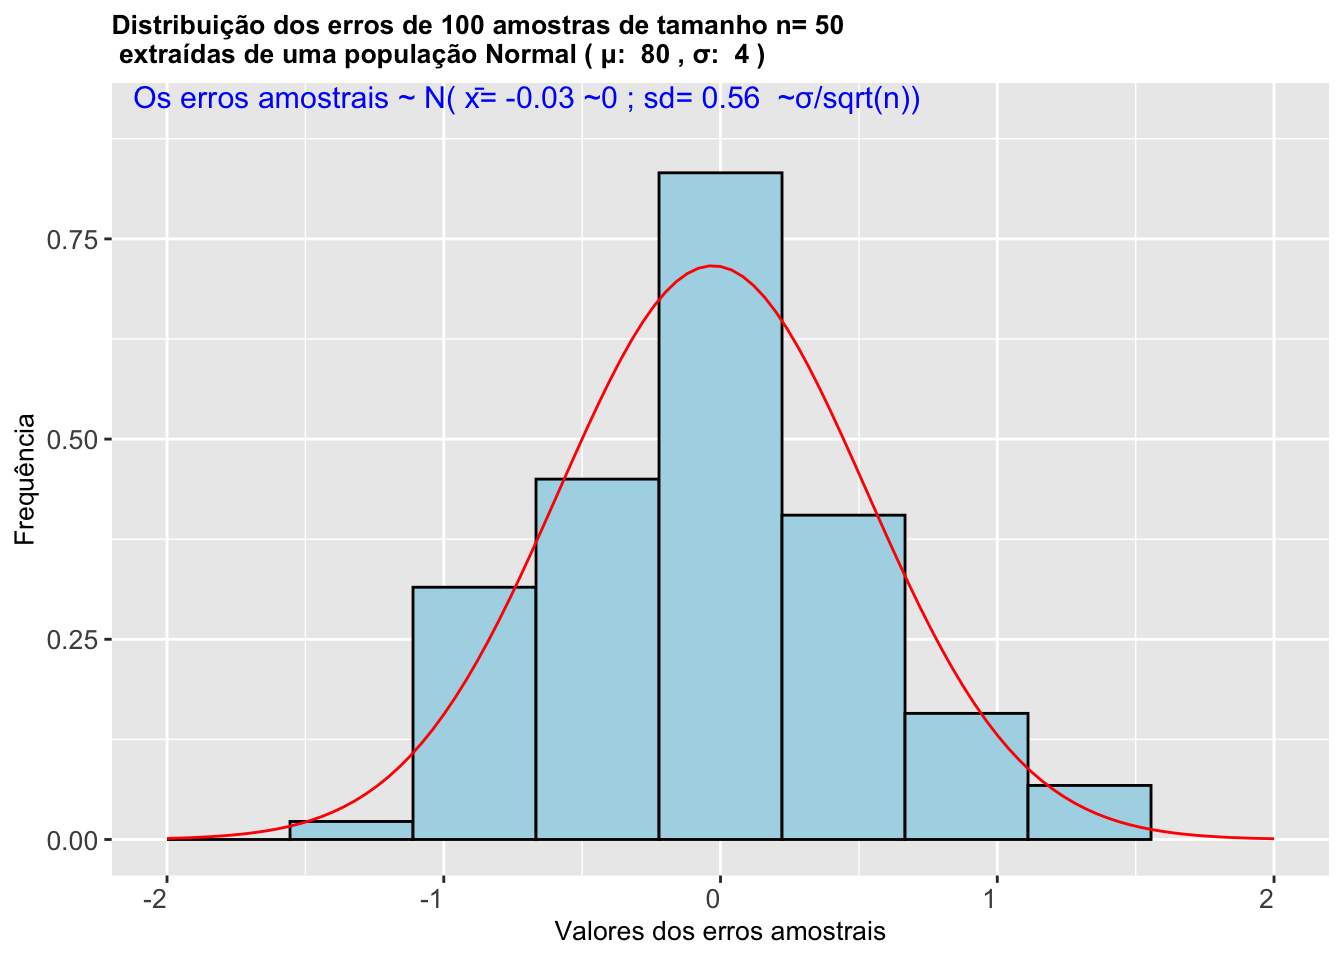 Distribuição dos erros de 100 amostras de tamanho n= 50
extraídas de uma população Normal ( μ:  80 , σ:  4 )
Os erros amostrais ~ N( x̄= -0.03 ~0 ; sd= 0.56  ~σ/sqrt(n))
Frequência
0.75
0.50
0.25
0.00
-2
-1
0
1
2
Valores dos erros amostrais